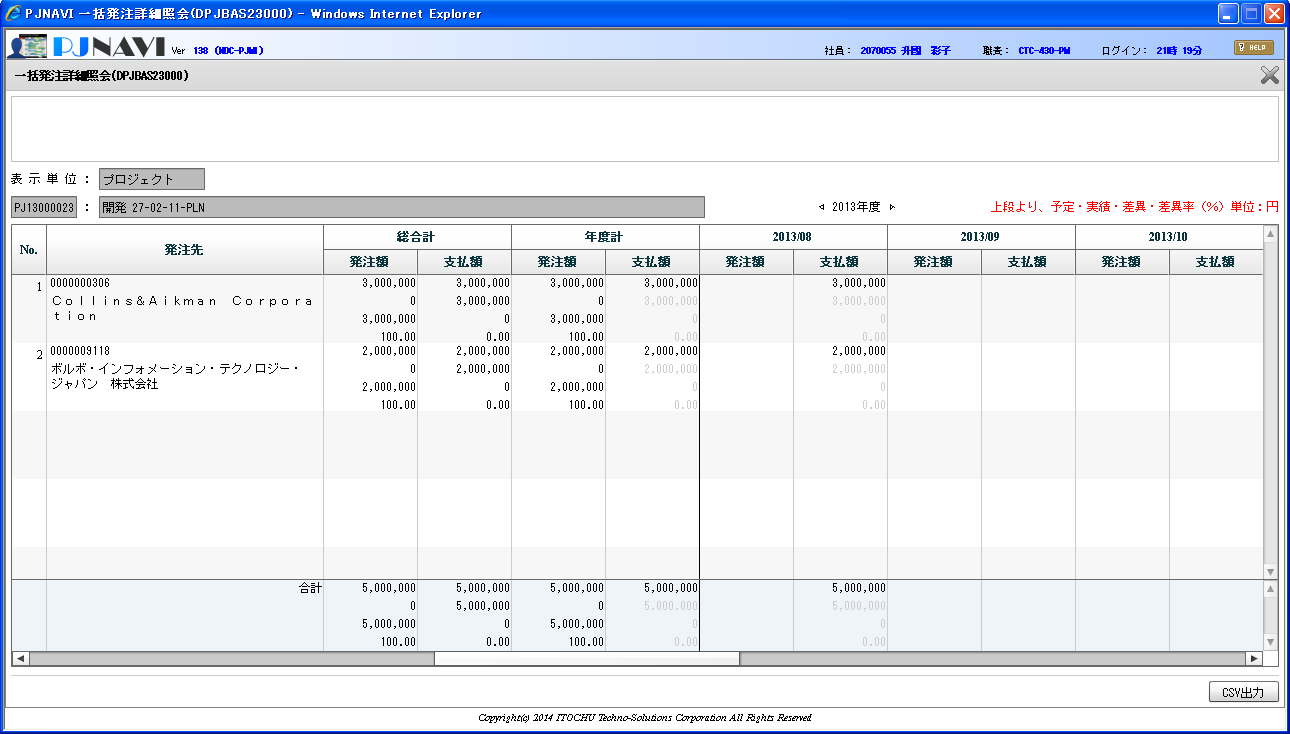 PJNAVI 一括発注詳細照会(DPJBAS23000) - Windows Internet Explorer
PJNAVI Ver 138 (NDC-PJM) 社員： 2070055 升國 彩子 職責： CTC-430-PM ログイン： 21時 19分 ? HELP
一括発注詳細照会(DPJBAS23000)
表示単位： プロジェクト
PJ13000023 ： 開発 27-02-11-PLN 2013年度 上段より、予定・実績・差異・差異率（％）単位：円
No. 発注先 総合計 年度計 2013/08 2013/09 2013/10
発注額 支払額 発注額 支払額 発注額 支払額 発注額 支払額 発注額 支払額
1 0000000306 3,000,000 3,000,000 3,000,000 3,000,000 3,000,000
Ｃｏｌｌｉｎｓ＆Ａｉｋｍａｎ　Ｃｏｒｐｏｒａ 0 3,000,000 0 3,000,000 3,000,000
ｔｉｏｎ
3,000,000 0 3,000,000 0 0
100.00 0.00 100.00 0.00 0.00
2 0000009118 2,000,000 2,000,000 2,000,000 2,000,000 2,000,000
ボルボ・インフォメーション・テクノロジー・ 0 2,000,000 0 2,000,000 2,000,000
ジャパン　株式会社 2,000,000 0 2,000,000 0 0
100.00 0.00 100.00 0.00 0.00
合計 5,000,000 5,000,000 5,000,000 5,000,000 5,000,000
0 5,000,000 0 5,000,000 5,000,000
5,000,000 0 5,000,000 0 0
100.00 0.00 100.00 0.00 0.00
CSV出力
Copyright(c) 2014 ITOCHU Techno-Solutions Corporation All Rights Reserved